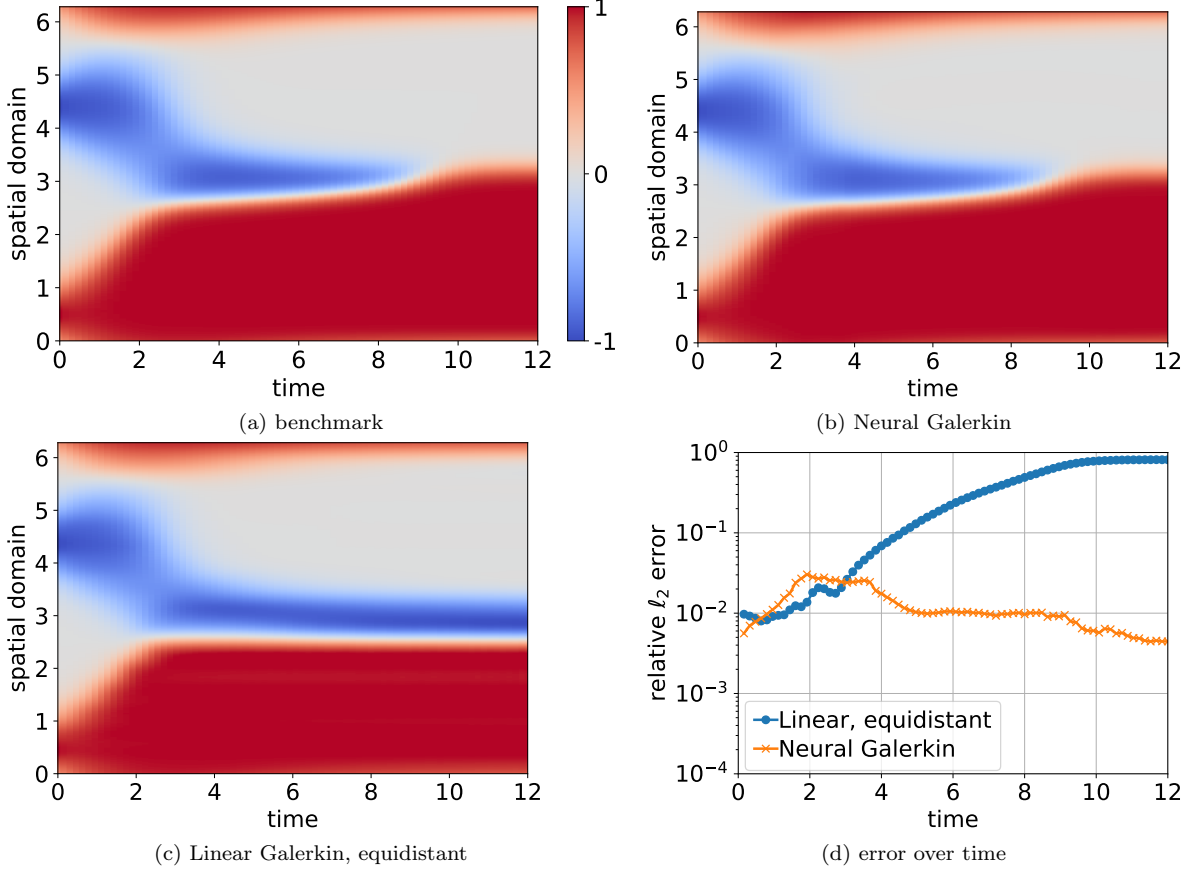 6
5
4
3
2
1
0
spatial domain
0 2 4 6 8 10 12
time
1
0
-1
(a) benchmark
6
5
4
3
2
1
0
spatial domain
0 2 4 6 8 10 12
time
(b) Neural Galerkin
6
5
4
3
2
1
0
spatial domain
0 2 4 6 8 10 12
time
(c) Linear Galerkin, equidistant
10⁰
10⁻¹
10⁻²
10⁻³
10⁻⁴
relative ℓ₂ error
Linear, equidistant
Neural Galerkin
0 2 4 6 8 10 12
time
(d) error over time